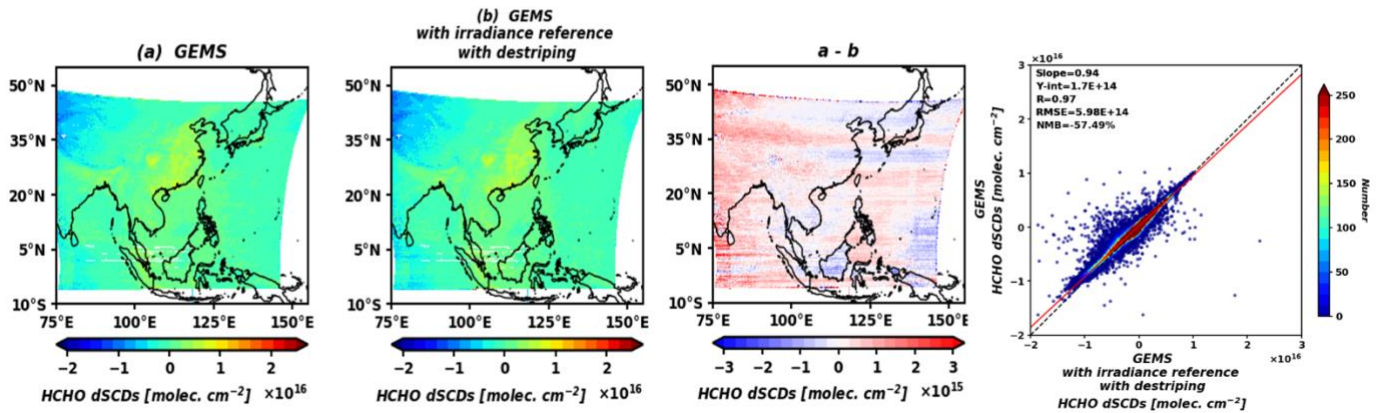 (a) GEMS
50°N
35°N
20°N
5°N
10°S
75°E 100°E 125°E 150°E
−2 −1 0 1 2
HCHO dSCDs [molec. cm⁻²] ×10¹⁶
(b) GEMS
with irradiance reference
with destriping
50°N
35°N
20°N
5°N
10°S
75°E 100°E 125°E 150°E
−2 −1 0 1 2
HCHO dSCDs [molec. cm⁻²] ×10¹⁶
a - b
50°N
35°N
20°N
5°N
10°S
75°E 100°E 125°E 150°E
−3 −2 −1 0 1 2 3
HCHO dSCDs [molec. cm⁻²] ×10¹⁵
×10¹⁶
Slope=0.94
Y-int=1.7E+14
R=0.97
RMSE=5.98E+14
NMB=-57.49%
GEMS
HCHO dSCDs [molec. cm⁻²]
3
2
1
0
−1
−2
−2 −1 0 1 2 3
×10¹⁶
GEMS
with irradiance reference
with destriping
HCHO dSCDs [molec. cm⁻²]
250
200
150
100
50
0
Number